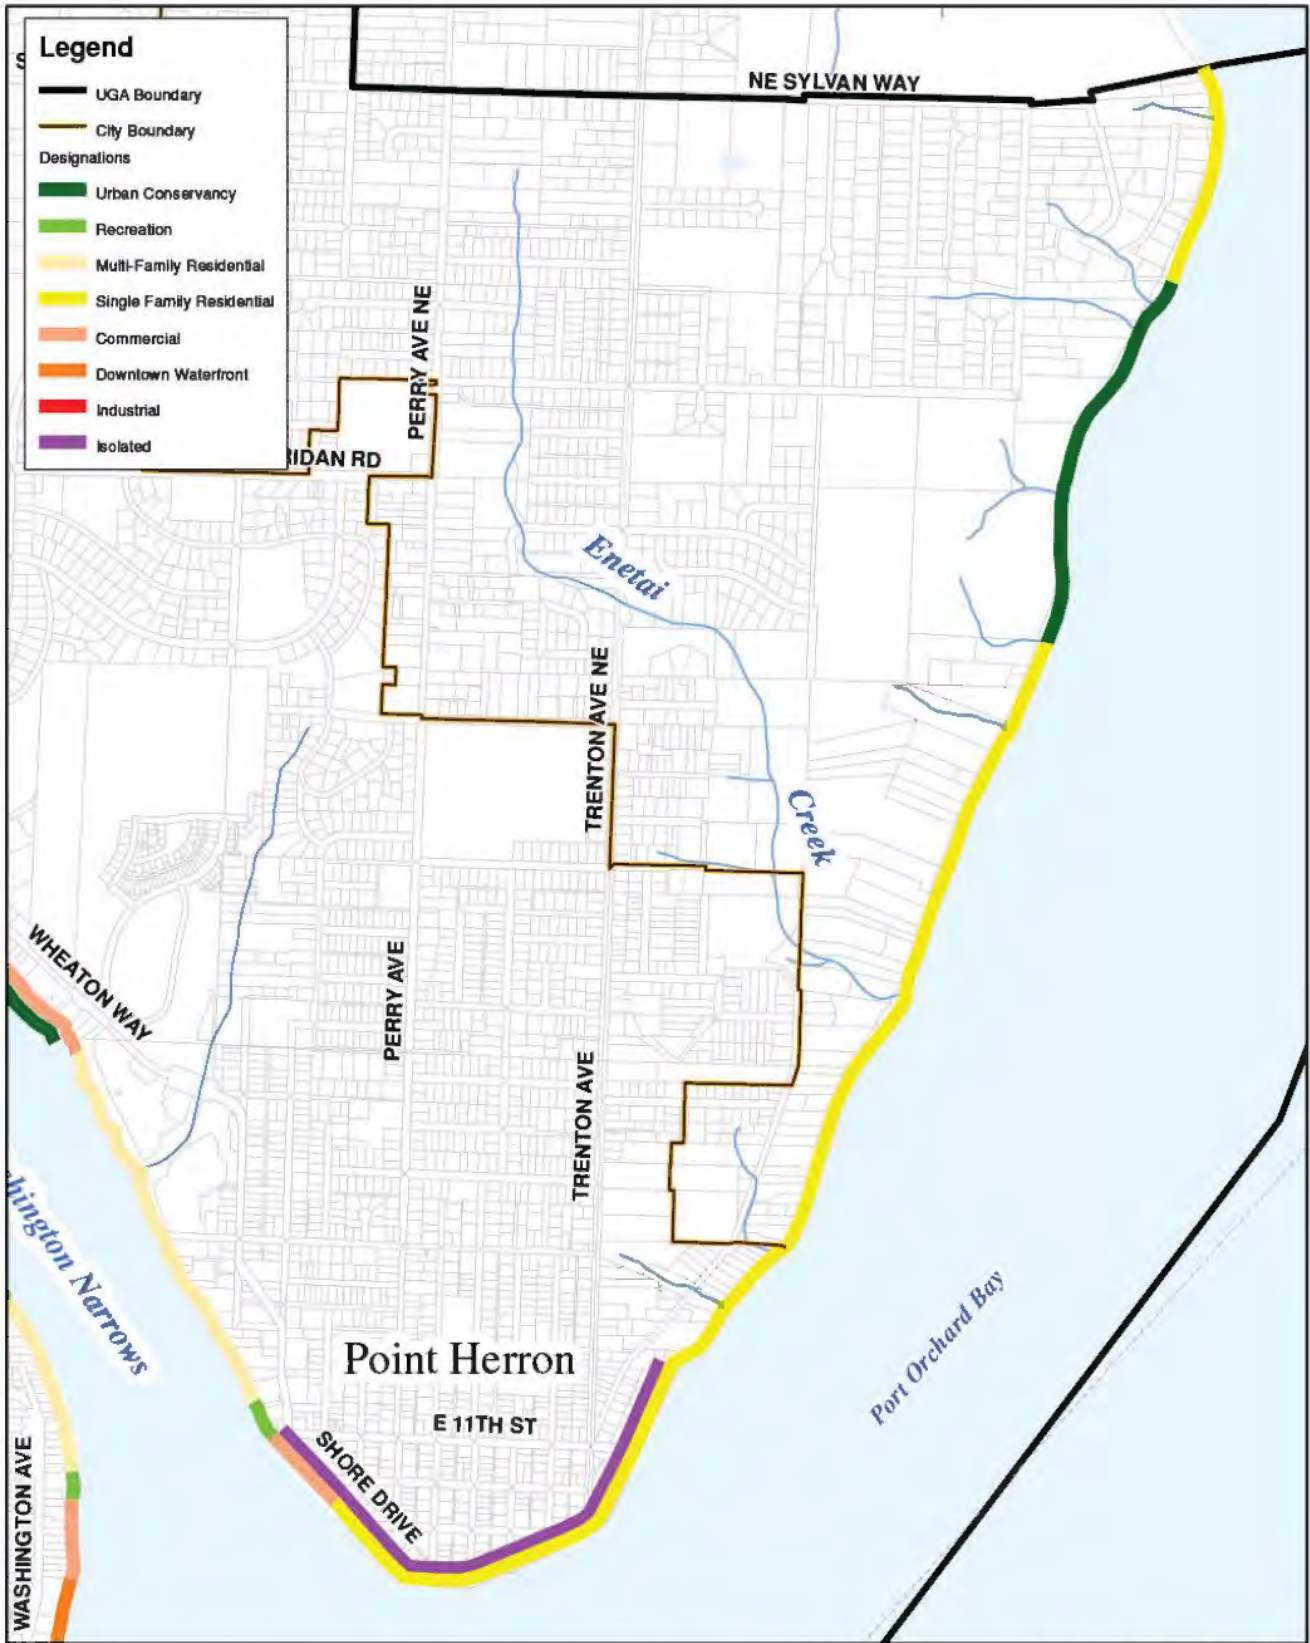 Legend
UGA Boundary
City Boundary
Designations
Urban Conservancy
Recreation
Multi-Family Residential
Single Family Residential
Commercial
Downtown Waterfront
Industrial
Isolated
S
NE SYLVAN WAY
PERRY AVE NE
RIDAN RD
Enetai
Creek
TRENTON AVE NE
WHEATON WAY
PERRY AVE
TRENTON AVE
hington Narrows
Point Herron
E 11TH ST
SHORE DRIVE
Port Orchard Bay
WASHINGTON AVE